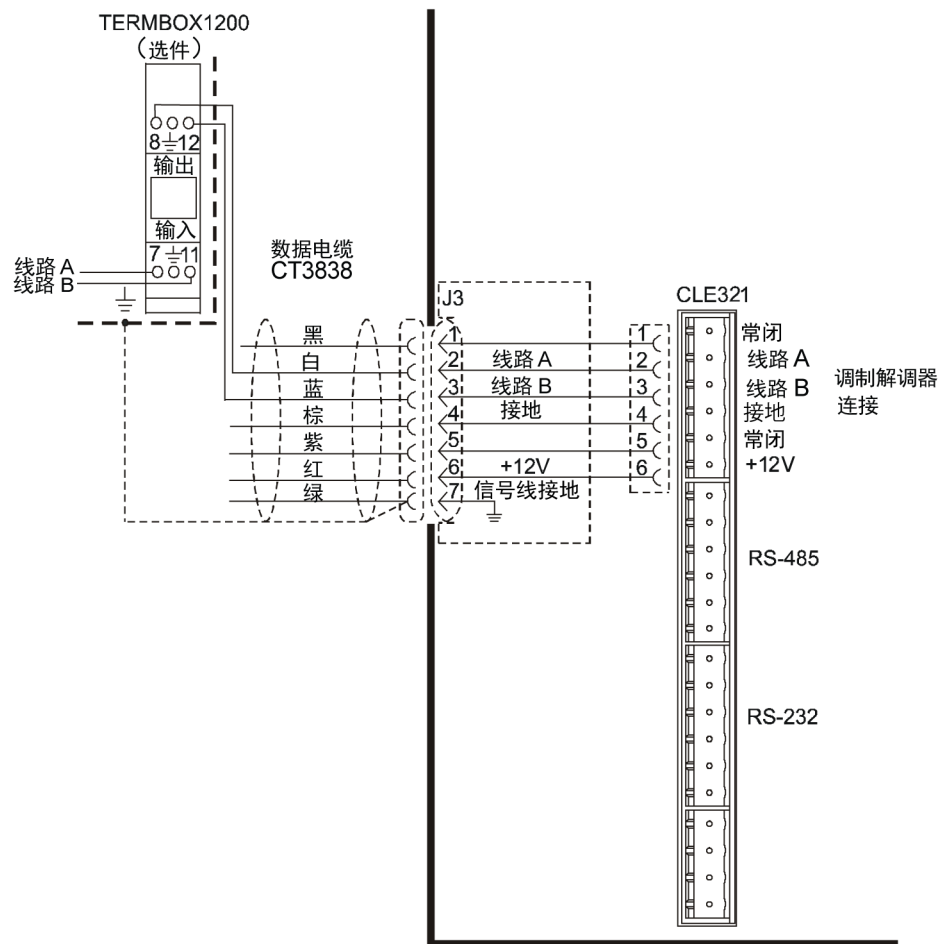 TERMBOX1200
（选件）
8 12
输出
输入
7 11
线路 A
线路 B
数据电缆
CT3838
黑
白
蓝
棕
紫
红
绿
J3
1
2
3
4
5
6
7
线路 A
线路 B
接地
+12V
信号线接地
1
2
3
4
5
6
CLE321
常闭
线路 A
线路 B
接地
常闭
+12V
调制解调器
连接
RS-485
RS-232